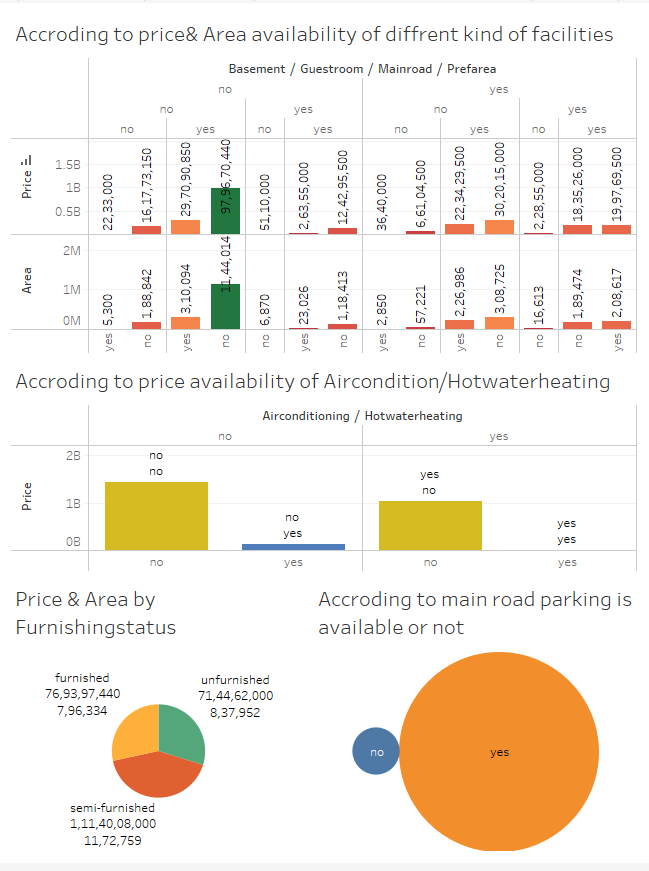 Accroding to price& Area availability of diffrent kind of facilities
Basement / Guestroom / Mainroad / Prefarea
no yes
no yes no yes
no yes no yes no yes no yes
Price
1.5B
1B
0.5B
22,33,000 16,17,73,150 29,70,90,850 97,96,70,440 51,10,000 2,63,55,000 12,42,95,500 36,40,000 6,61,04,500 22,34,29,500 30,20,15,000 2,28,55,000 18,35,26,000 19,97,69,500
Area
2M
1M
0M
5,300 1,88,842 3,10,094 11,44,014 6,870 23,026 1,18,413 2,850 57,221 2,26,986 3,08,725 16,613 1,89,474 2,08,617
yes no yes no no yes no yes no yes no no no yes
Accroding to price availability of Aircondition/Hotwaterheating
Airconditioning / Hotwaterheating
no yes
Price
2B
1B
0B
no
no
no
yes
yes
no
yes
yes
no yes no yes
Price & Area by
Furnishingstatus
furnished
76,93,97,440
7,96,334
unfurnished
71,44,62,000
8,37,952
semi-furnished
1,11,40,08,000
11,72,759
Accroding to main road parking is
available or not
no
yes